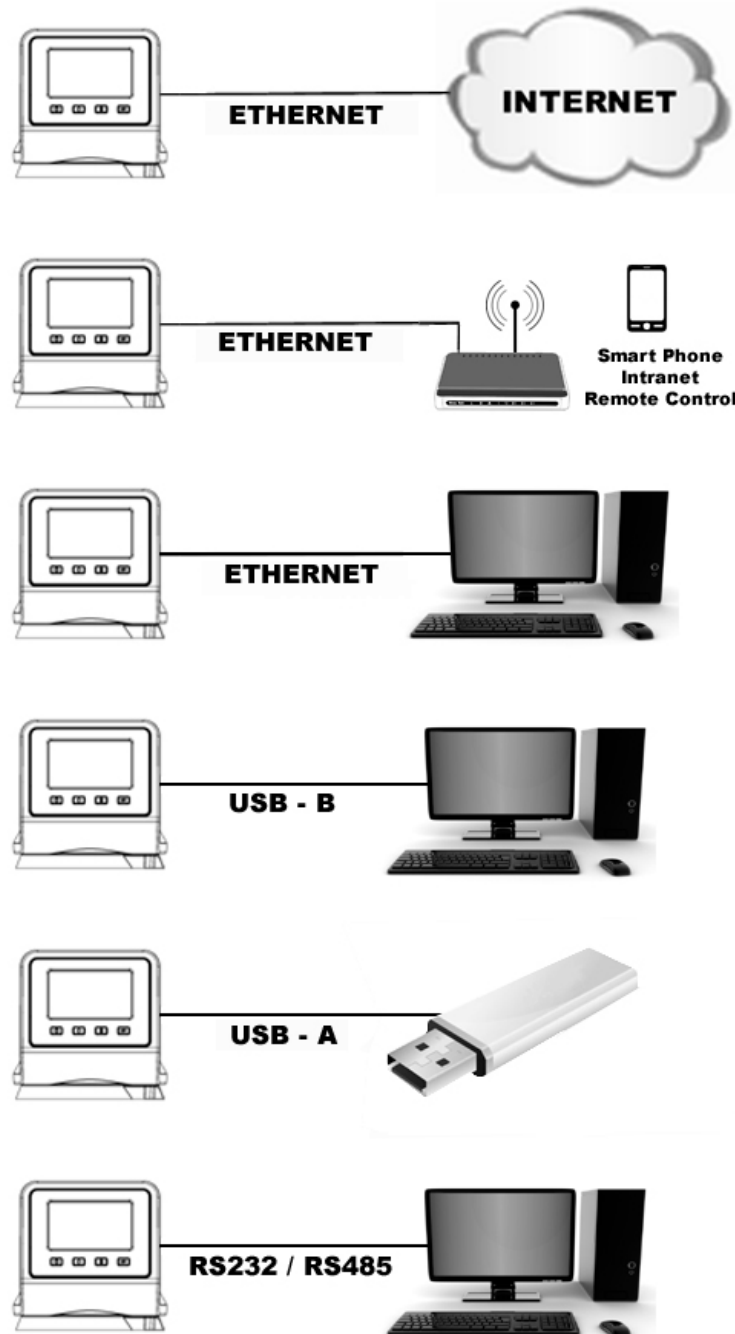 ETHERNET
INTERNET
ETHERNET
Smart Phone
Intranet
Remote Control
ETHERNET
USB - B
USB - A
RS232 / RS485